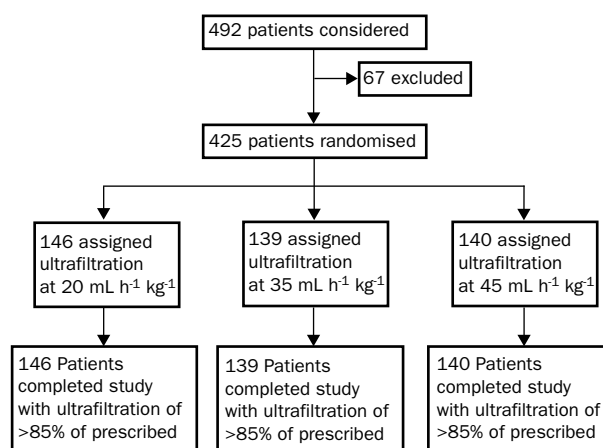 492 patients considered
67 excluded
425 patients randomised
146 assigned
ultrafiltration
at 20 mL h⁻¹ kg⁻¹
139 assigned
ultrafiltration
at 35 mL h⁻¹ kg⁻¹
140 assigned
ultrafiltration
at 45 mL h⁻¹ kg⁻¹
146 Patients
completed study
with ultrafiltration of
>85% of prescribed
139 Patients
completed study
with ultrafiltration of
>85% of prescribed
140 Patients
completed study
with ultrafiltration of
>85% of prescribed